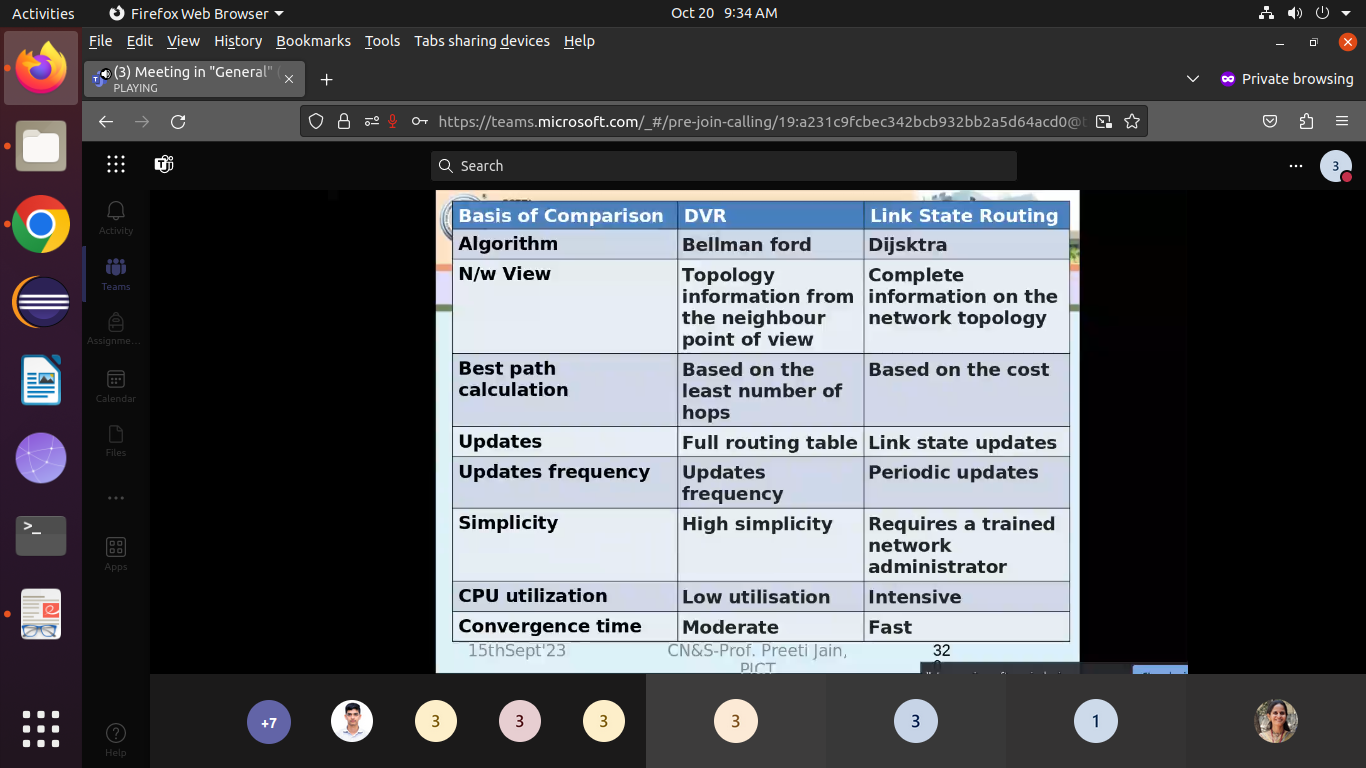 Activities
Firefox Web Browser
Oct 20 9:34 AM
File Edit View History Bookmarks Tools Tabs sharing devices Help
(3) Meeting in "General"
PLAYING
Private browsing
https://teams.microsoft.com/_#/pre-join-calling/19:a231c9fcbec342bcb932bb2a5d64acd0@t
Search
3
Activity
Teams
Assignme...
Calendar
Files
Apps
Help
Basis of Comparison DVR Link State Routing
Algorithm Bellman ford Dijsktra
N/w View Topology Complete
information from information on the
the neighbour network topology
point of view
Best path Based on the Based on the cost
calculation least number of
hops
Updates Full routing table Link state updates
Updates frequency Updates Periodic updates
frequency
Simplicity High simplicity Requires a trained
network
administrator
CPU utilization Low utilisation Intensive
Convergence time Moderate Fast
15thSept'23 CN&S-Prof. Preeti Jain, 32
PICT
+7 3 3 3 3 3 1